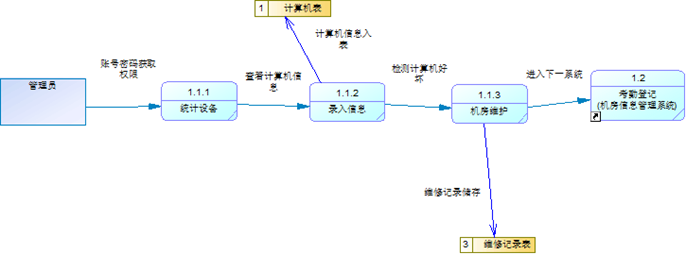 1 计算机表
计算机信息入
表
账号密码获取
权限
查看计算机信
息
检测计算机好
坏
进入下一系统
管理员
1.1.1
统计设备
1.1.2
录入信息
1.1.3
机房维护
1.2
考勤登记
(机房信息管理系统)
维修记录储存
3 维修记录表